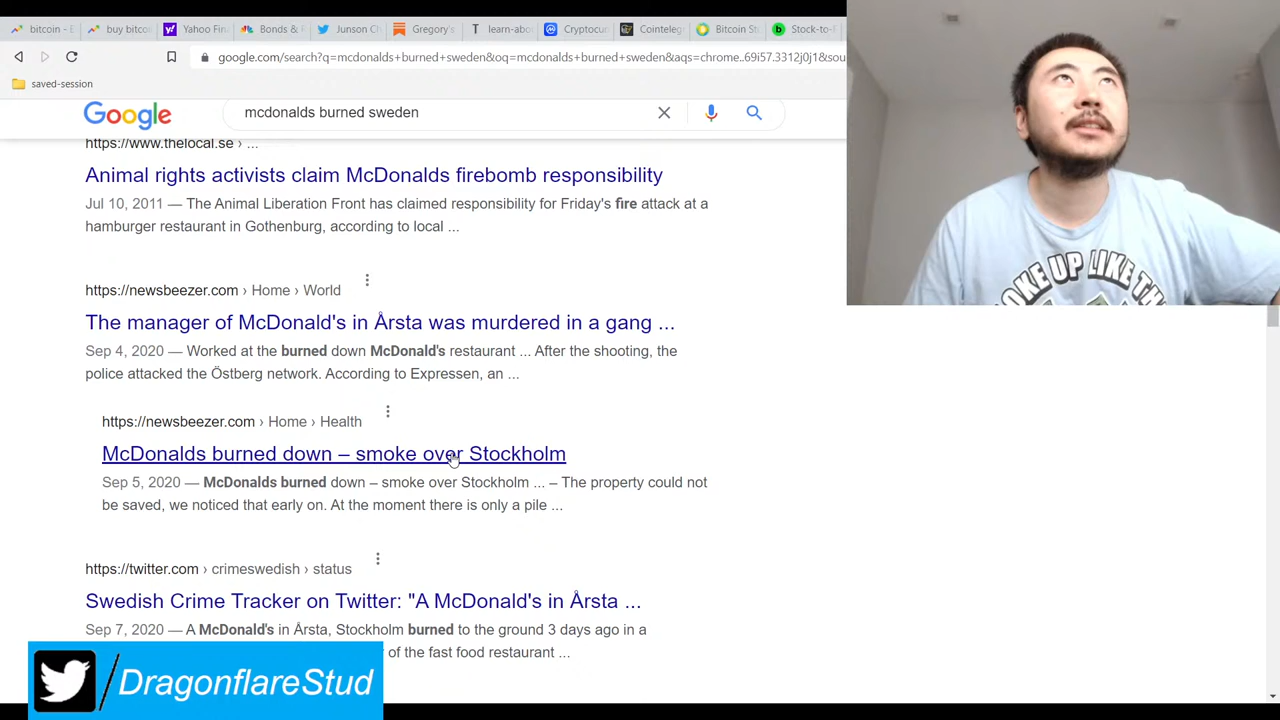 bitcoin - E
buy bitco
Yahoo Fin
Bonds &
Junson C
Gregory's
learn-abo
Cryptocur
Cointeleg
Bitcoin St
Stock-to-
google.com/search?q=mcdonalds+burned+sweden&oq=mcdonalds+burned+sweden&aqs=chrome..69i57.3312j0j1&sou
saved-session
Google
mcdonalds burned sweden
https://www.thelocal.se › ...
Animal rights activists claim McDonalds firebomb responsibility
Jul 10, 2011 — The Animal Liberation Front has claimed responsibility for Friday's fire attack at a
hamburger restaurant in Gothenburg, according to local ...
https://newsbeezer.com › Home › World
The manager of McDonald's in Årsta was murdered in a gang ...
Sep 4, 2020 — Worked at the burned down McDonald's restaurant ... After the shooting, the
police attacked the Östberg network. According to Expressen, an ...
https://newsbeezer.com › Home › Health
McDonalds burned down – smoke over Stockholm
Sep 5, 2020 — McDonalds burned down – smoke over Stockholm ... – The property could not
be saved, we noticed that early on. At the moment there is only a pile ...
https://twitter.com › crimeswedish › status
Swedish Crime Tracker on Twitter: "A McDonald's in Årsta ...
Sep 7, 2020 — A McDonald's in Årsta, Stockholm burned to the ground 3 days ago in a
of the fast food restaurant ...
/DragonflareStud
OKE UP LIKE TH